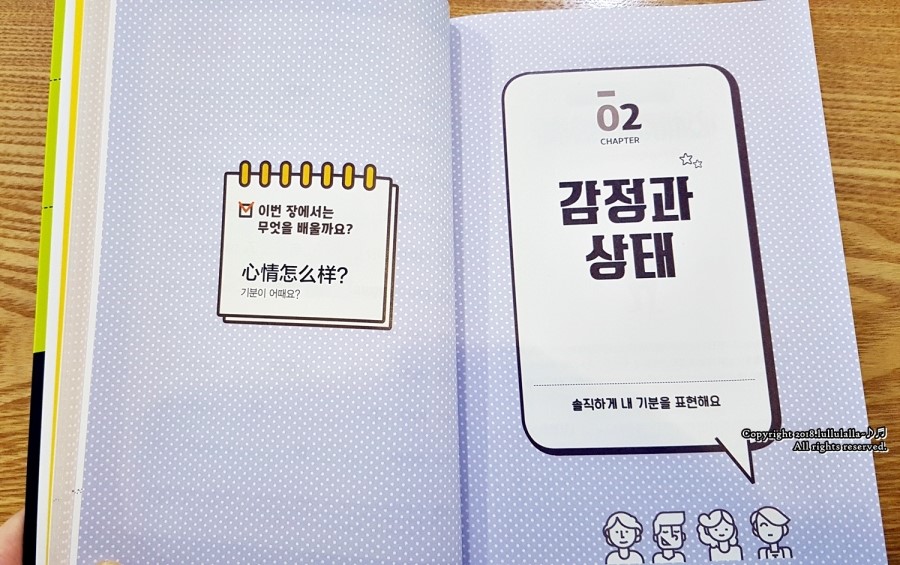 이번 장에서는
무엇을 배울까요?
心情怎么样?
기분이 어때요?
02
CHAPTER
감정과
상태
솔직하게 내 기분을 표현해요
Copyright 2018.lullulalla~♪♬
All rights reserved.